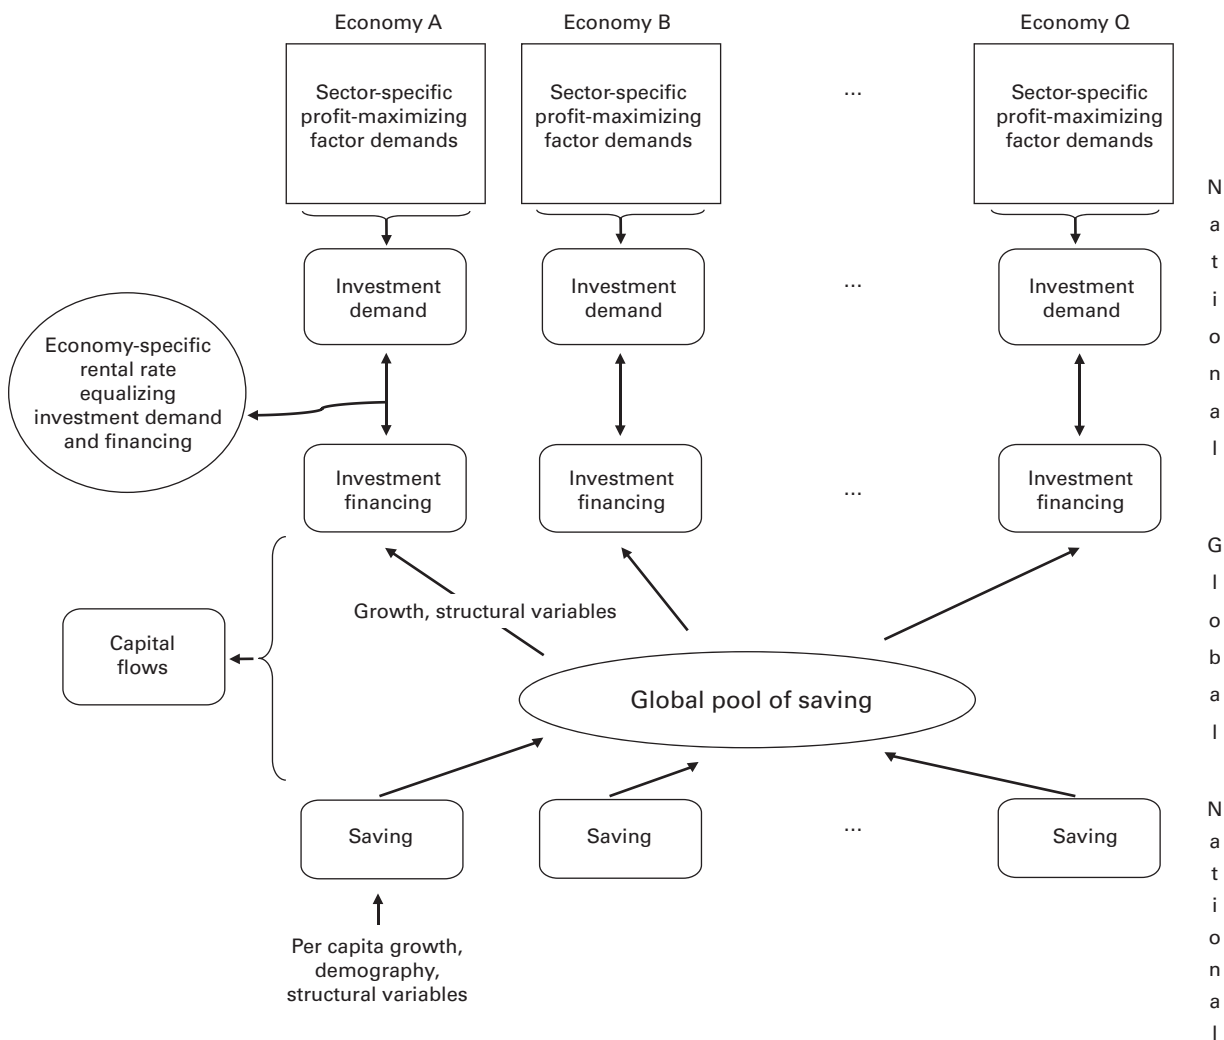 Economy A
Economy B
Economy Q
Sector-specific
profit-maximizing
factor demands
Sector-specific
profit-maximizing
factor demands
...
Sector-specific
profit-maximizing
factor demands
Investment
demand
Investment
demand
...
Investment
demand
Economy-specific
rental rate
equalizing
investment demand
and financing
Investment
financing
Investment
financing
...
Investment
financing
Growth, structural variables
Capital
flows
Global pool of saving
Saving
Saving
...
Saving
Per capita growth,
demography,
structural variables
National
Global
National